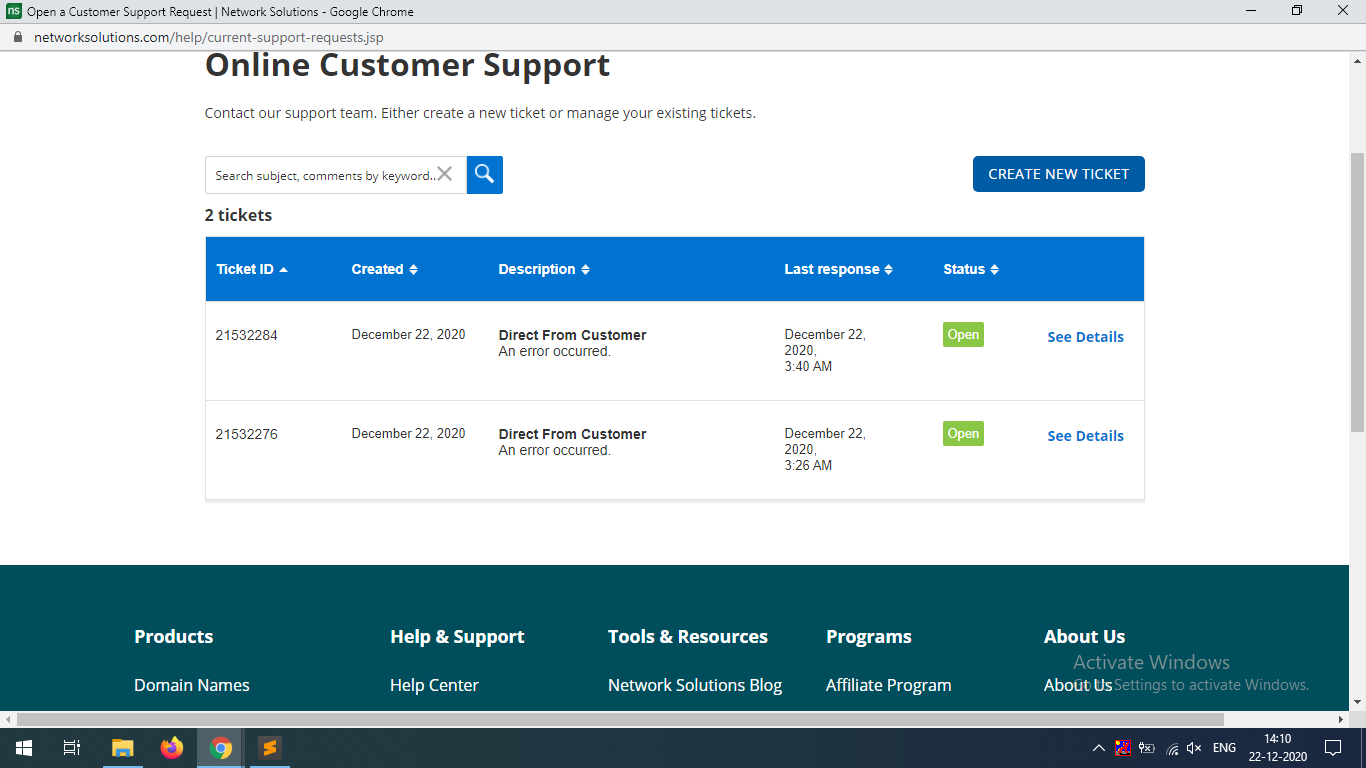 ns Open a Customer Support Request | Network Solutions - Google Chrome
networksolutions.com/help/current-support-requests.jsp
Online Customer Support
Contact our support team. Either create a new ticket or manage your existing tickets.
Search subject, comments by keyword..
CREATE NEW TICKET
2 tickets
Ticket ID Created Description Last response Status
21532284 December 22, 2020 Direct From Customer December 22, Open See Details
An error occurred. 2020,
3:40 AM
21532276 December 22, 2020 Direct From Customer December 22, Open See Details
An error occurred. 2020,
3:26 AM
Products Help & Support Tools & Resources Programs About Us
Activate Windows
Domain Names Help Center Network Solutions Blog Affiliate Program About Us
Settings to activate Windows.
ENG 14:10
22-12-2020